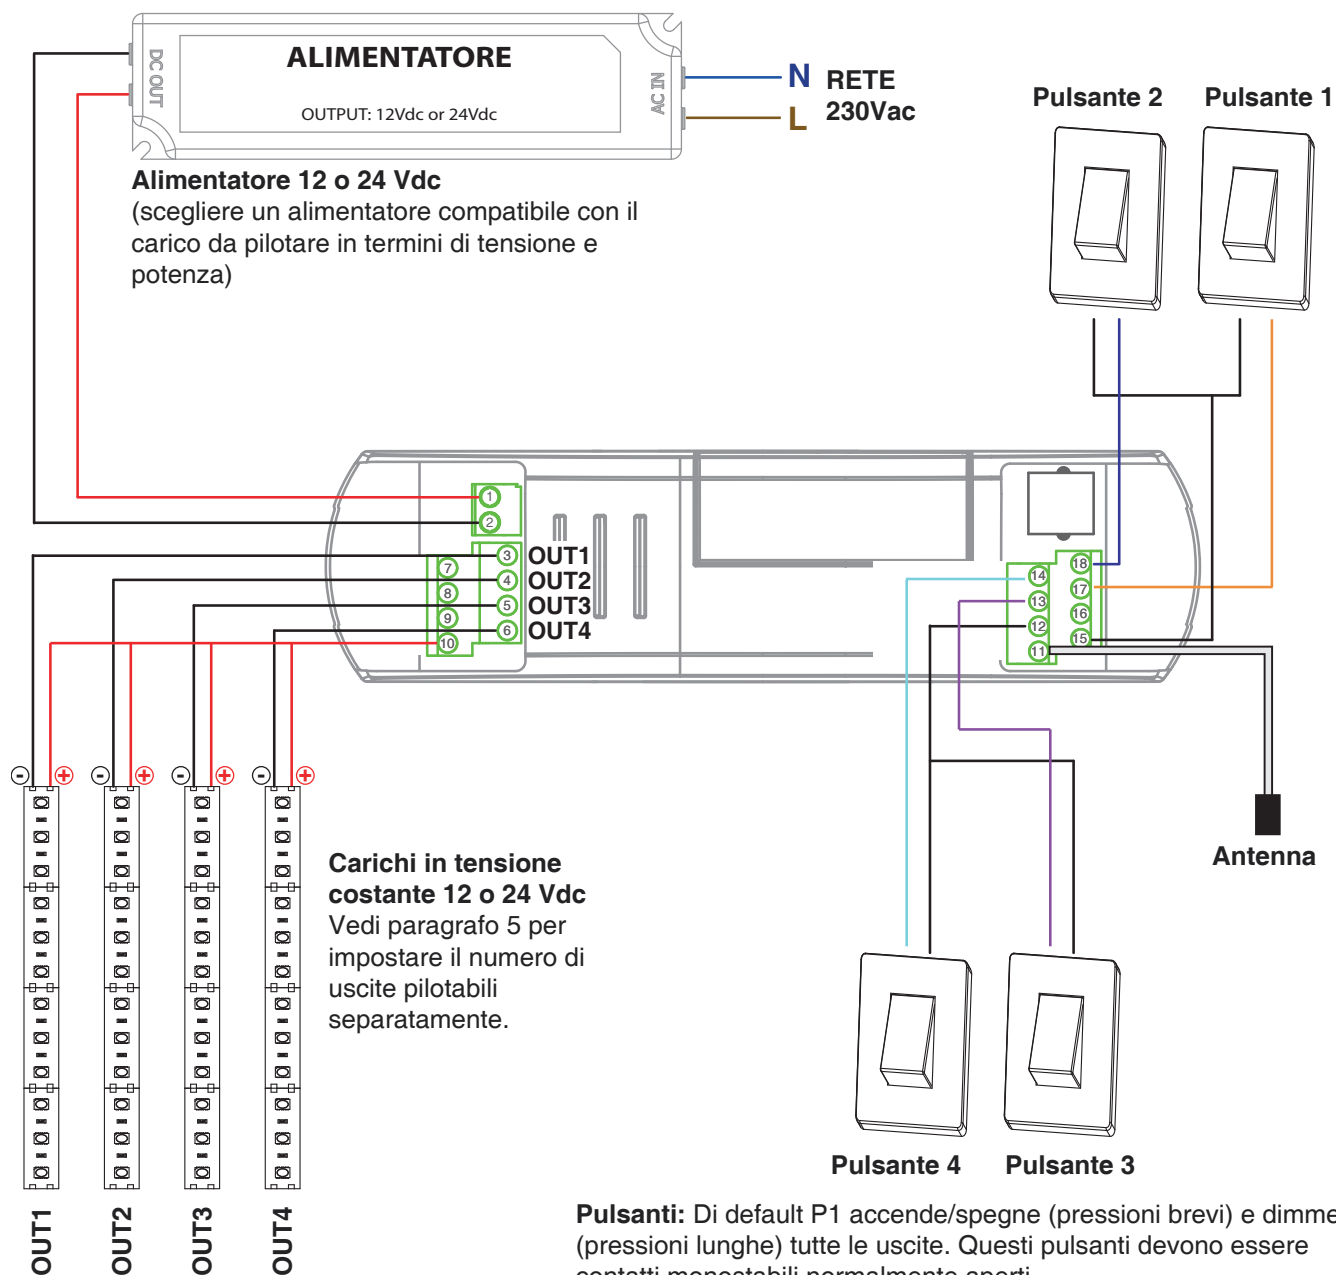 ALIMENTATORE
DC OUT
AC IN
OUTPUT: 12Vdc or 24Vdc
N
L
RETE
230Vac
Pulsante 2
Pulsante 1
Alimentatore 12 o 24 Vdc
(scegliere un alimentatore compatibile con il
carico da pilotare in termini di tensione e
potenza)
1
2
3 OUT1
4 OUT2
5 OUT3
6 OUT4
7
8
9
10
14
13
12
11
18
17
16
15
- +
- +
- +
- +
Antenna
Carichi in tensione
costante 12 o 24 Vdc
Vedi paragrafo 5 per
impostare il numero di
uscite pilotabili
separatamente.
Pulsante 4
Pulsante 3
OUT1
OUT2
OUT3
OUT4
Pulsanti: Di default P1 accende/spegne (pressioni brevi) e dimme
(pressioni lunghe) tutte le uscite. Questi pulsanti devono essere
contatti monostabili normalmente aperti